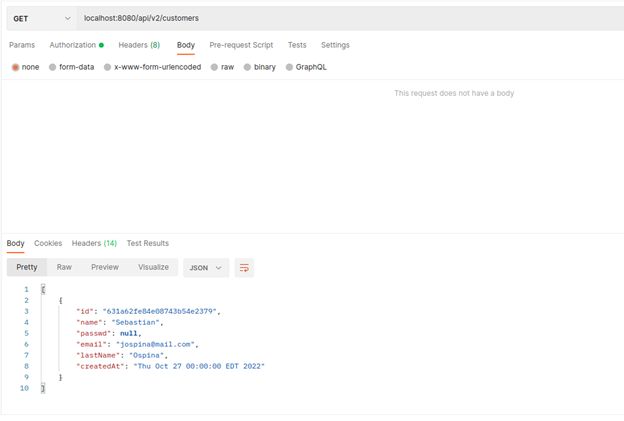 GET localhost:8080/api/v2/customers
Params Authorization Headers (8) Body Pre-request Script Tests Settings
none form-data x-www-form-urlencoded raw binary GraphQL
This request does not have a body
Body Cookies Headers (14) Test Results
Pretty Raw Preview Visualize JSON
1 [
2 {
3 "id": "631a62fe84e08743b54e2379",
4 "name": "Sebastian",
5 "passwd": null,
6 "email": "jospina@mail.com",
7 "lastName": "Ospina",
8 "createdAt": "Thu Oct 27 00:00:00 EDT 2022"
9 }
10 ]